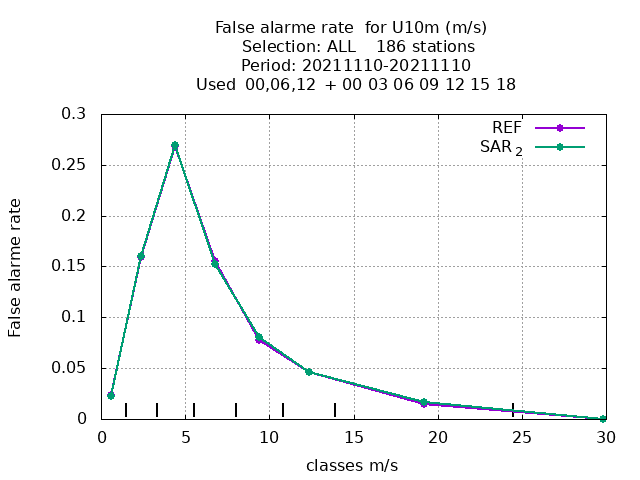 False alarme rate for U10m (m/s)
Selection: ALL 186 stations
Period: 20211110-20211110
Used 00,06,12 + 00 03 06 09 12 15 18
REF
SAR 2
0.3
0.25
0.2
0.15
0.1
0.05
0
False alarme rate
0 5 10 15 20 25 30
classes m/s